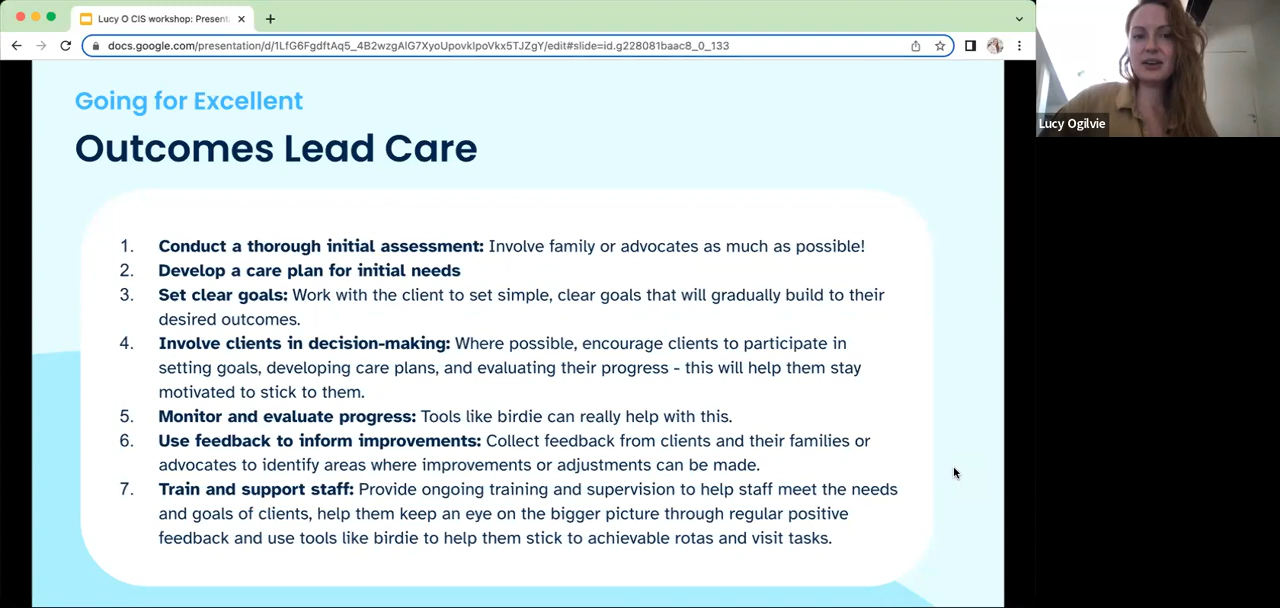 Lucy O CIS workshop: Present
docs.google.com/presentation/d/1LfG6FgdftAq5_4B2wzgAlG7XyoUpovklpoVkx5TJZgY/edit#slide=id.g228081baac8_0_133
Lucy Ogilvie
Going for Excellent
Outcomes Lead Care
1. Conduct a thorough initial assessment: Involve family or advocates as much as possible!
2. Develop a care plan for initial needs
3. Set clear goals: Work with the client to set simple, clear goals that will gradually build to their
desired outcomes.
4. Involve clients in decision-making: Where possible, encourage clients to participate in
setting goals, developing care plans, and evaluating their progress - this will help them stay
motivated to stick to them.
5. Monitor and evaluate progress: Tools like birdie can really help with this.
6. Use feedback to inform improvements: Collect feedback from clients and their families or
advocates to identify areas where improvements or adjustments can be made.
7. Train and support staff: Provide ongoing training and supervision to help staff meet the needs
and goals of clients, help them keep an eye on the bigger picture through regular positive
feedback and use tools like birdie to help them stick to achievable rotas and visit tasks.